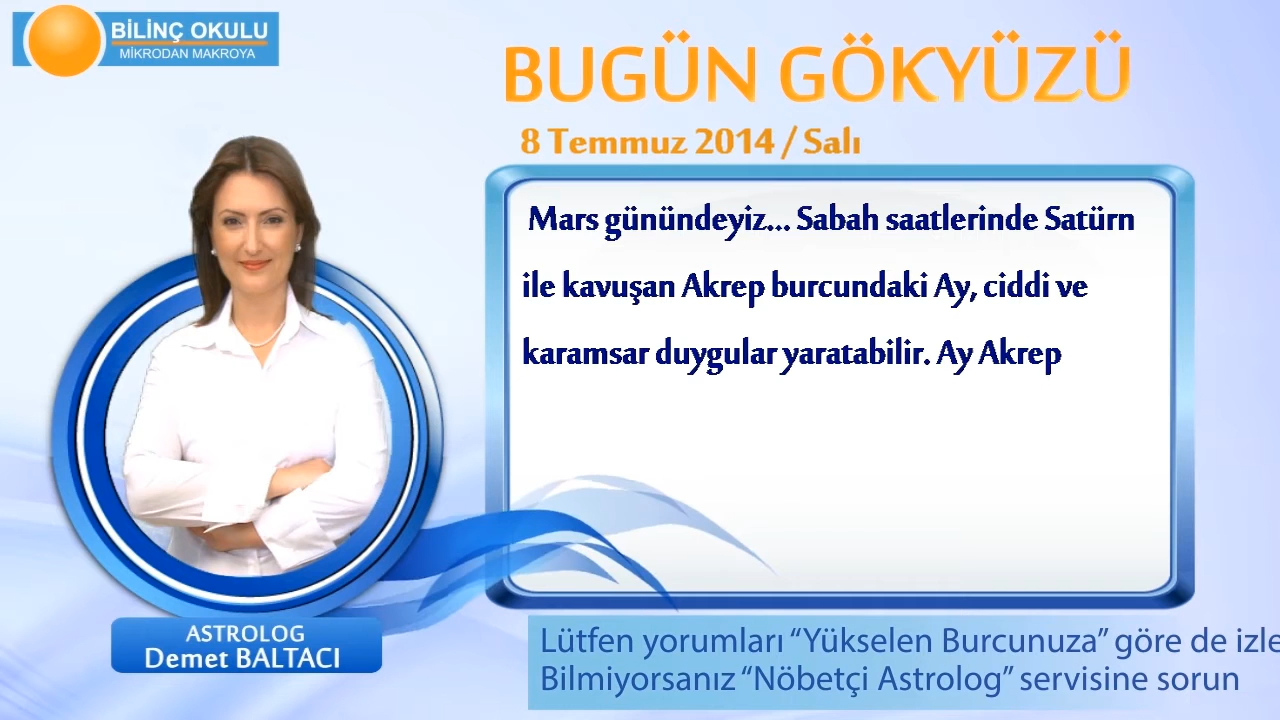 BİLİNÇ OKULU
MİKRODAN MAKROYA
BUGÜN GÖKYÜZÜ
8 Temmuz 2014 / Salı
Mars günündeyiz... Sabah saatlerinde Satürn
ile kavuşan Akrep burcundaki Ay, ciddi ve
karamsar duygular yaratabilir. Ay Akrep
ASTROLOG
Demet BALTACI
Lütfen yorumları “Yükselen Burcunuza” göre de izle
Bilmiyorsanız “Nöbetçi Astrolog” servisine sorun